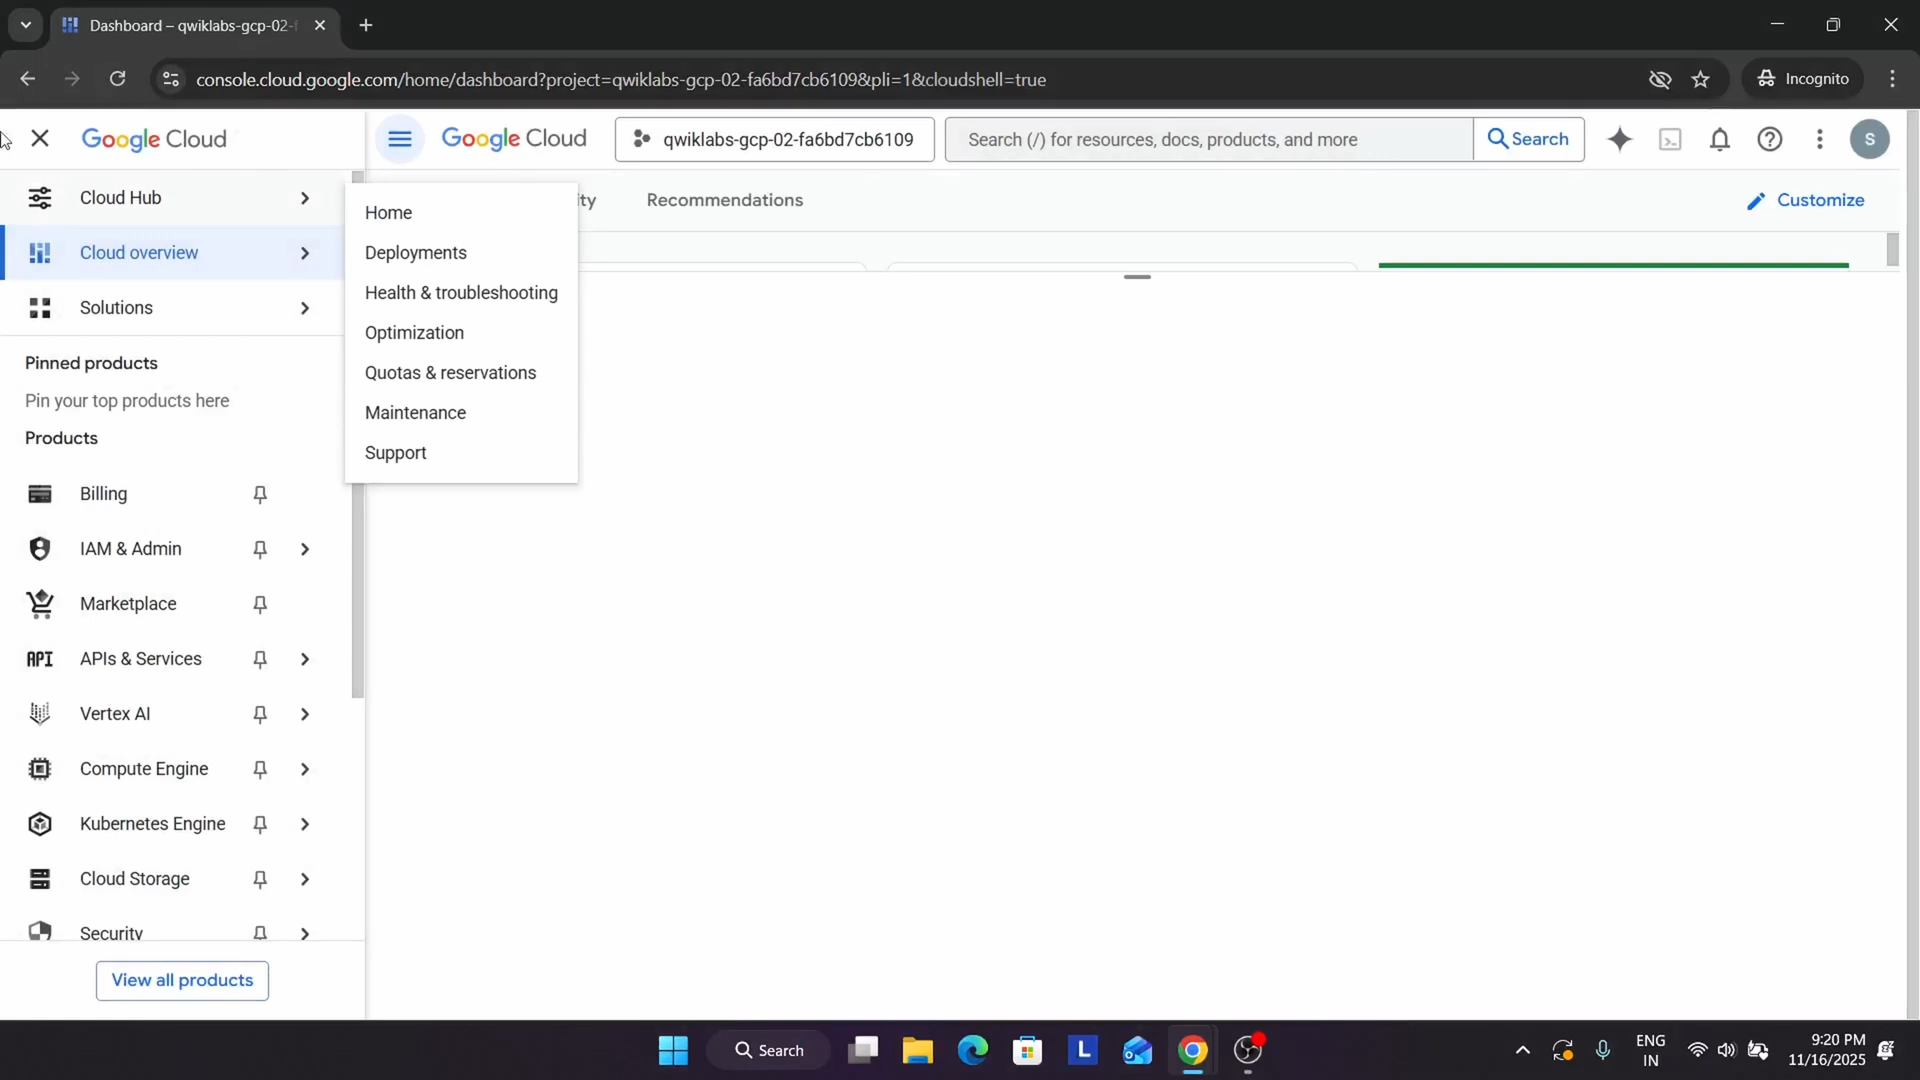 Dashboard – qwiklabs-gcp-02-f
console.cloud.google.com/home/dashboard?project=qwiklabs-gcp-02-fa6bd7cb6109&pli=1&cloudshell=true
Incognito
Google Cloud
Google Cloud
qwiklabs-gcp-02-fa6bd7cb6109
Search (/) for resources, docs, products, and more
Search
S
Cloud Hub
Cloud overview
Solutions
Pinned products
Pin your top products here
Products
Billing
IAM & Admin
Marketplace
API
APIs & Services
Vertex AI
Compute Engine
Kubernetes Engine
Cloud Storage
Security
View all products
Home
Deployments
Health & troubleshooting
Optimization
Quotas & reservations
Maintenance
Support
ity
Recommendations
Customize
Search
L
ENG
IN
9:20 PM
11/16/2025